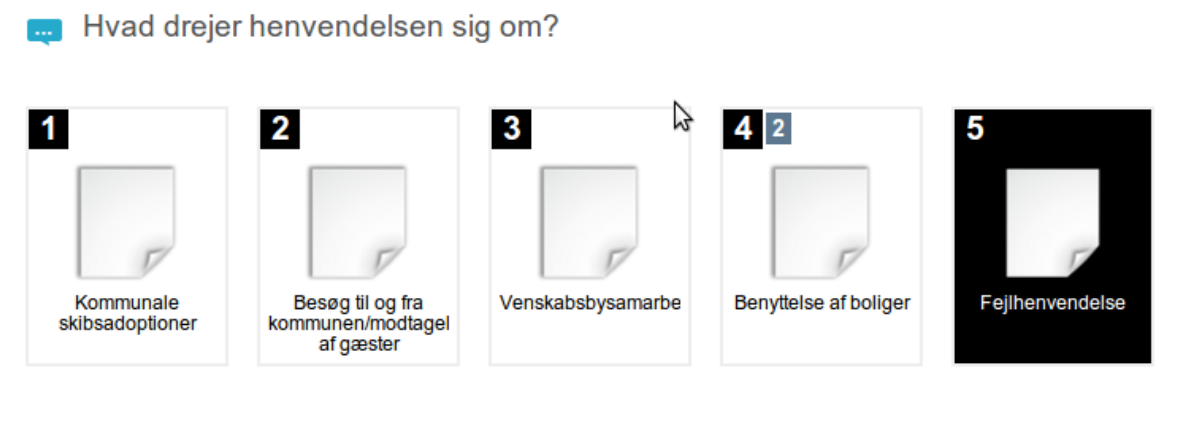 Hvad drejer henvendelsen sig om?
1
Kommunale
skibsadoptioner
2
Besøg til og fra
kommunen/modtagel
af gæster
3
Venskabsbysamarbe
4 2
Benyttelse af boliger
5
Fejlhenvendelse